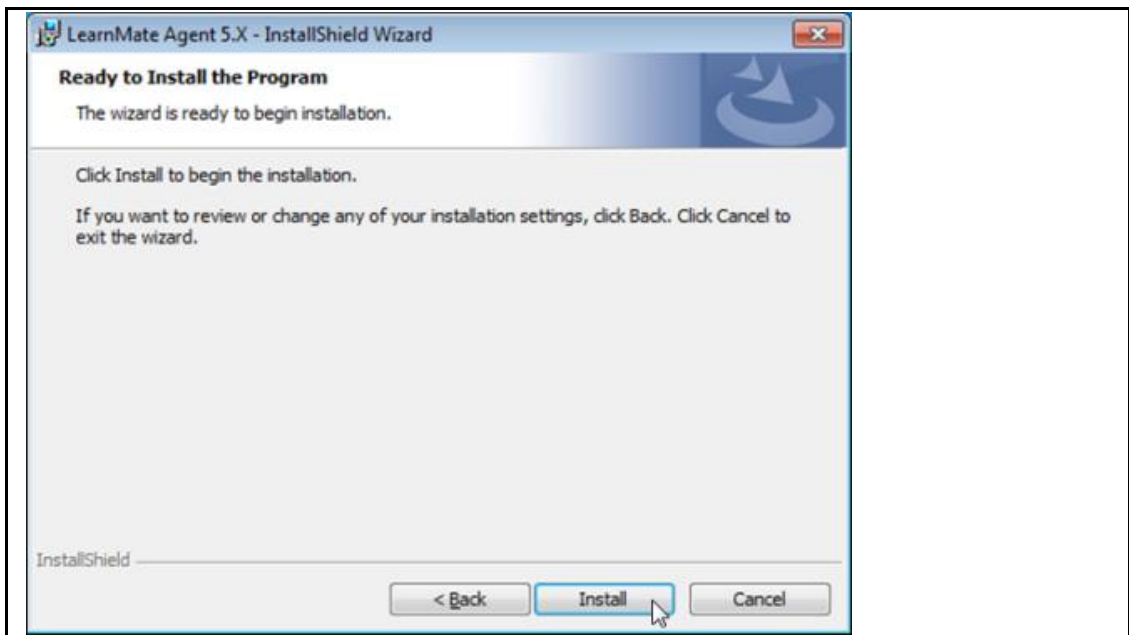 LearnMate Agent 5.X - InstallShield Wizard
Ready to Install the Program
The wizard is ready to begin installation.
Click Install to begin the installation.
If you want to review or change any of your installation settings, click Back. Click Cancel to
exit the wizard.
InstallShield
< Back
Install
Cancel